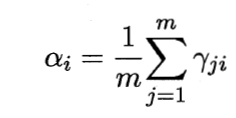 α_i = \frac{1}{m} \sum_{j=1}^{m} γ_{ji}